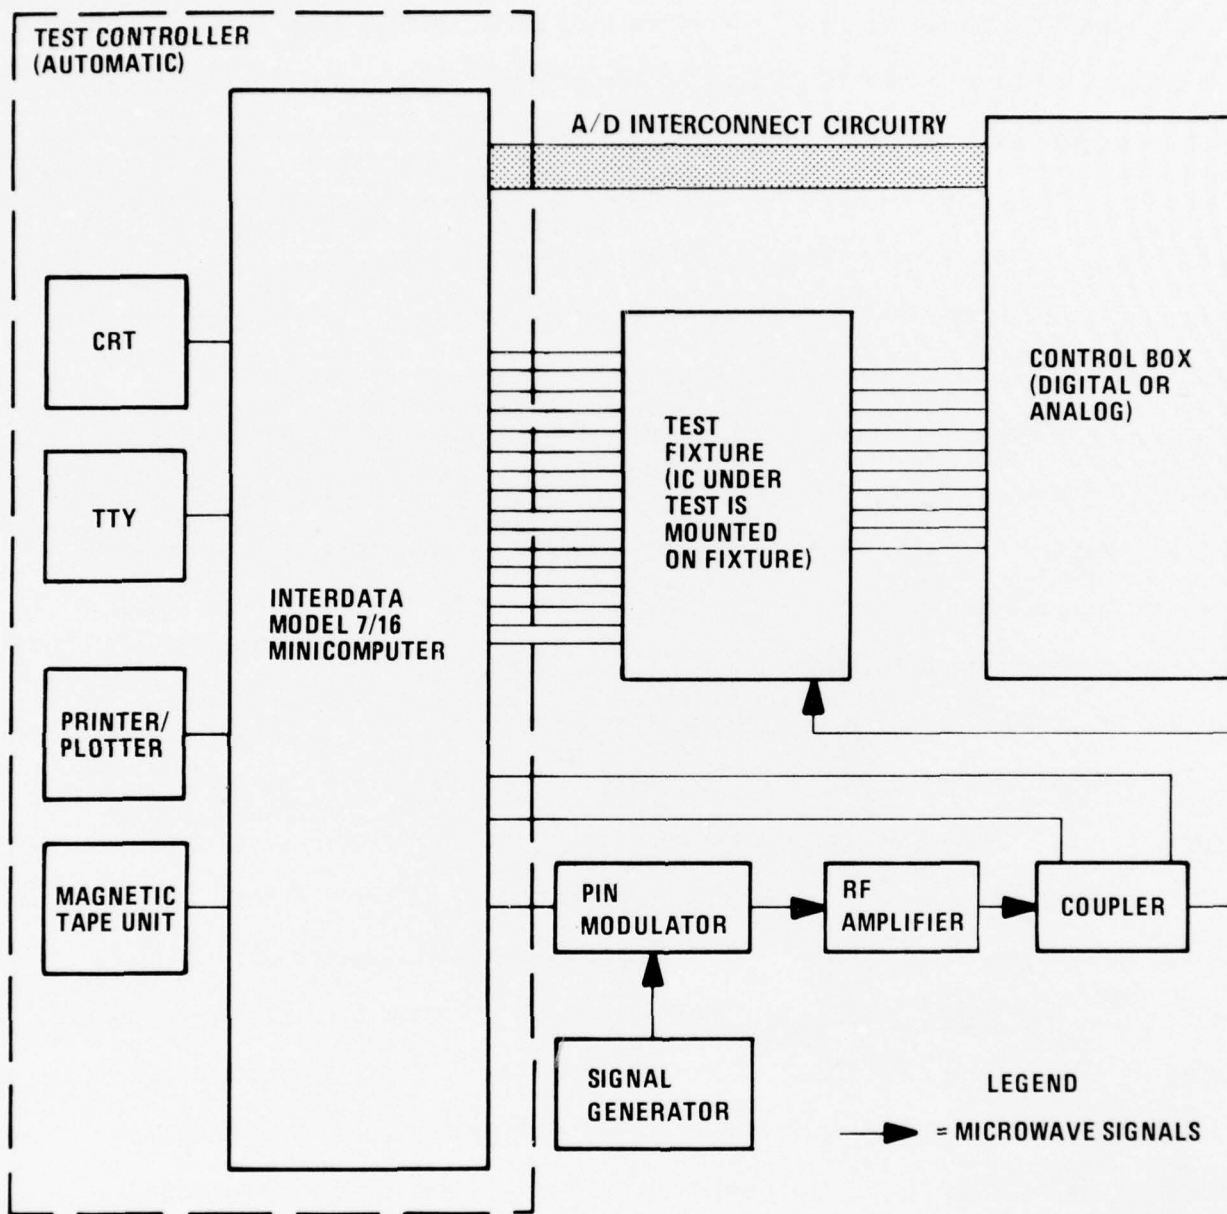 TEST CONTROLLER
(AUTOMATIC)
A/D INTERCONNECT CIRCUITRY
CRT
TTY
PRINTER/
PLOTTER
MAGNETIC
TAPE UNIT
INTERDATA
MODEL 7/16
MINICOMPUTER
TEST
FIXTURE
(IC UNDER
TEST IS
MOUNTED
ON FIXTURE)
CONTROL BOX
(DIGITAL OR
ANALOG)
PIN
MODULATOR
RF
AMPLIFIER
COUPLER
SIGNAL
GENERATOR
LEGEND
= MICROWAVE SIGNALS